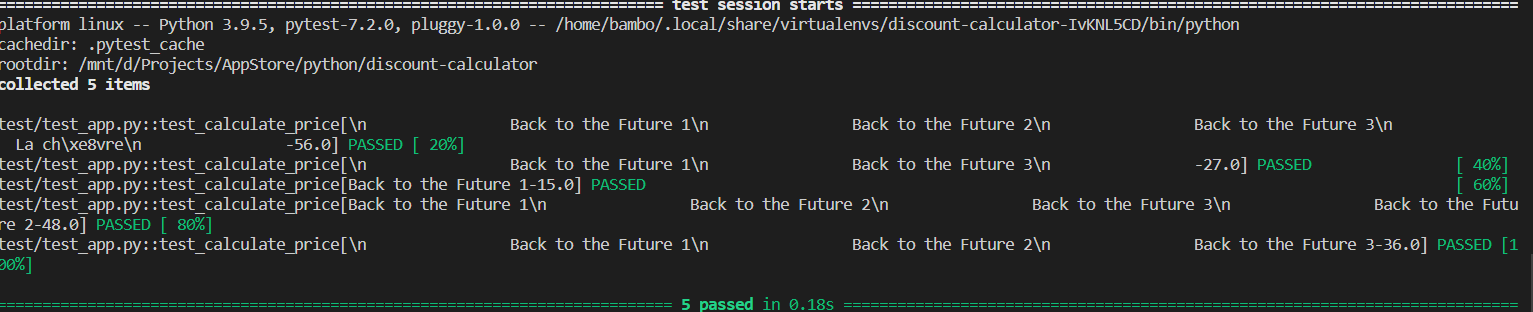 ============================================================================ test session starts ============================================================================
platform linux -- Python 3.9.5, pytest-7.2.0, pluggy-1.0.0 -- /home/bambo/.local/share/virtualenvs/discount-calculator-IvKNL5CD/bin/python
cachedir: .pytest_cache
rootdir: /mnt/d/Projects/AppStore/python/discount-calculator
collected 5 items

test/test_app.py::test_calculate_price[\n                Back to the Future 1\n                Back to the Future 2\n                Back to the Future 3\n
  La ch\xe8vre\n                -56.0] PASSED [ 20%]
test/test_app.py::test_calculate_price[\n                Back to the Future 1\n                Back to the Future 3\n                -27.0] PASSED                [ 40%]
test/test_app.py::test_calculate_price[Back to the Future 1-15.0] PASSED                [ 60%]
test/test_app.py::test_calculate_price[Back to the Future 1\n                Back to the Future 2\n                Back to the Future 3\n                Back to the Futu
re 2-48.0] PASSED [ 80%]
test/test_app.py::test_calculate_price[\n                Back to the Future 1\n                Back to the Future 2\n                Back to the Future 3-36.0] PASSED [1
00%]

============================================================================ 5 passed in 0.18s ============================================================================